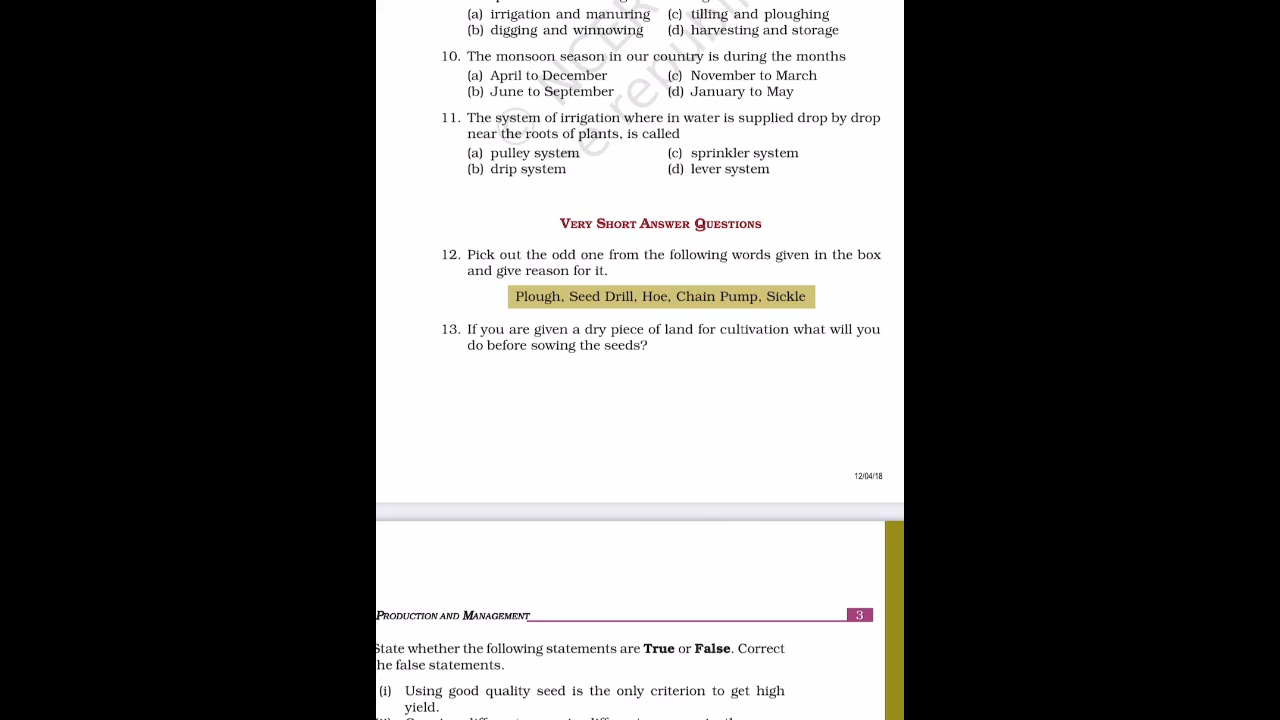 (a) irrigation and manuring (c) tilling and ploughing
(b) digging and winnowing (d) harvesting and storage
10. The monsoon season in our country is during the months
(a) April to December (c) November to March
(b) June to September (d) January to May
11. The system of irrigation where in water is supplied drop by drop
near the roots of plants, is called
(a) pulley system (c) sprinkler system
(b) drip system (d) lever system
VERY SHORT ANSWER QUESTIONS
12. Pick out the odd one from the following words given in the box
and give reason for it.
Plough, Seed Drill, Hoe, Chain Pump, Sickle
13. If you are given a dry piece of land for cultivation what will you
do before sowing the seeds?
12/04/18
PRODUCTION AND MANAGEMENT 3
State whether the following statements are True or False. Correct
he false statements.
(i) Using good quality seed is the only criterion to get high
yield.
© NCER
e republ